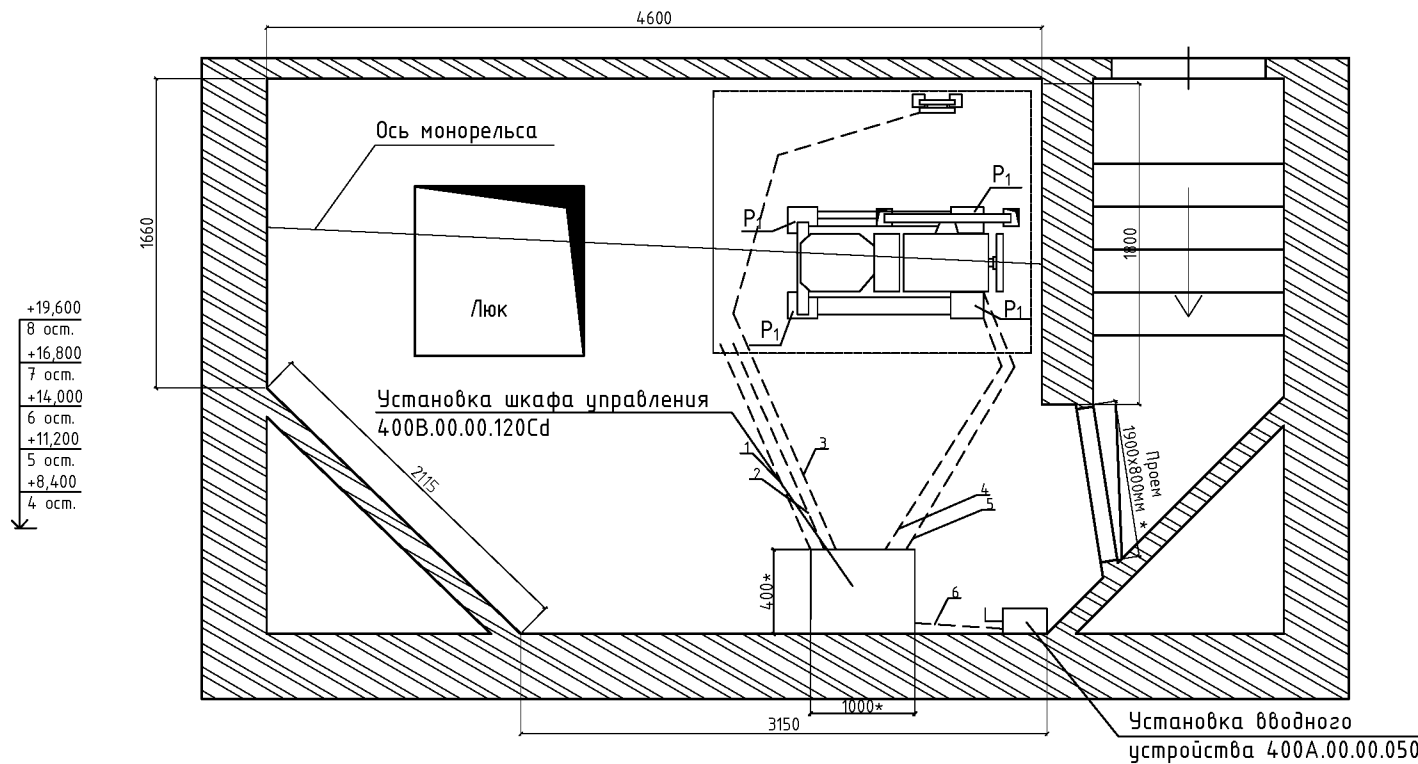 4600
Ось монорельса
1660
P₁
P₁
1800
Люк
P₁
P₁
+19,600
8 ост.
+16,800
7 ост.
+14,000
6 ост.
+11,200
5 ост.
+8,400
4 ост.
Установка шкафа управления
400В.00.00.120Cd
Проем
1900х800мм *
2115
1
2
3
4
5
400*
6
1000*
3150
Установка вводного
устройства 400А.00.00.050